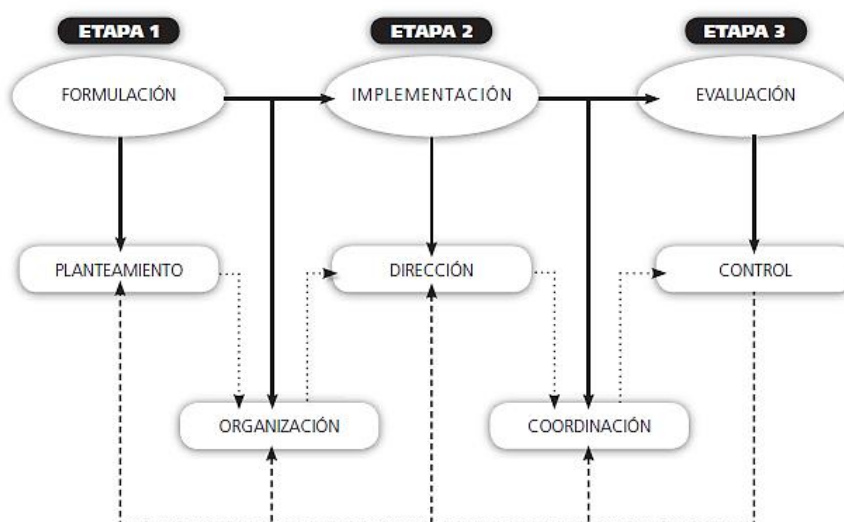 ETAPA 1
ETAPA 2
ETAPA 3
FORMULACIÓN
IMPLEMENTACIÓN
EVALUACIÓN
PLANTEAMIENTO
DIRECCIÓN
CONTROL
ORGANIZACIÓN
COORDINACIÓN